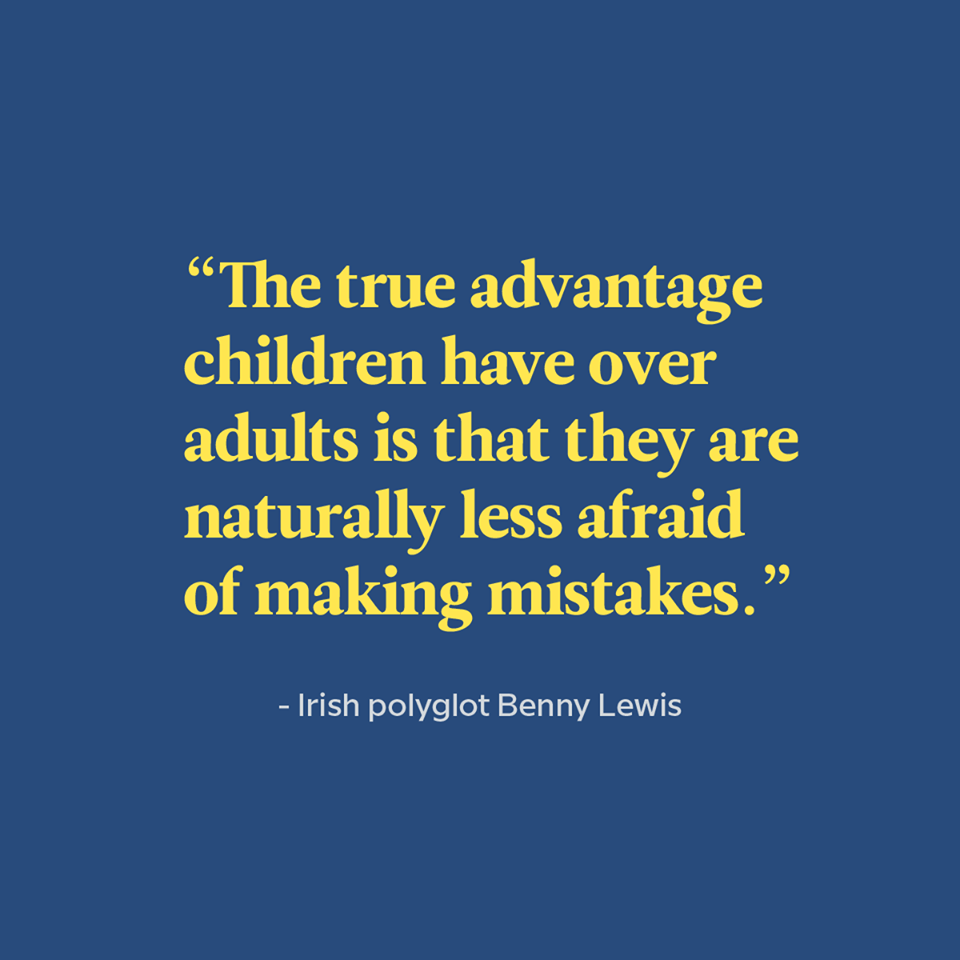 “The true advantage
children have over
adults is that they are
naturally less afraid
of making mistakes.”
- Irish polyglot Benny Lewis